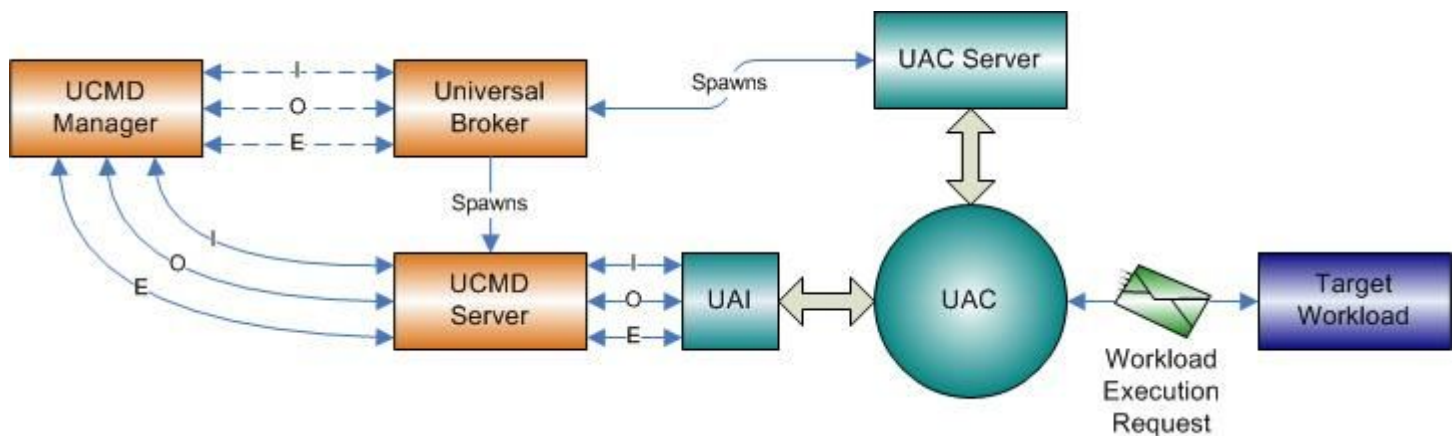 UCMD
Manager
I
O
E
Universal
Broker
Spawns
UAC Server
Spawns
I
O
E
UCMD
Server
I
O
E
UAI
UAC
Workload
Execution
Request
Target
Workload